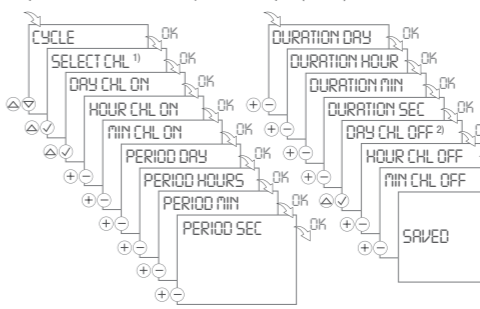 CYCLE OK
SELECT CHL 1) OK
DAY CHL ON OK
HOUR CHL ON OK
MIN CHL ON OK
PERIOD DAY OK
PERIOD HOURS OK
PERIOD MIN OK
PERIOD SEC OK
DURATION DAY OK
DURATION HOUR OK
DURATION MIN OK
DURATION SEC OK
DAY CHL OFF 2)
HOUR CHL OFF
MIN CHL OFF
SAVED